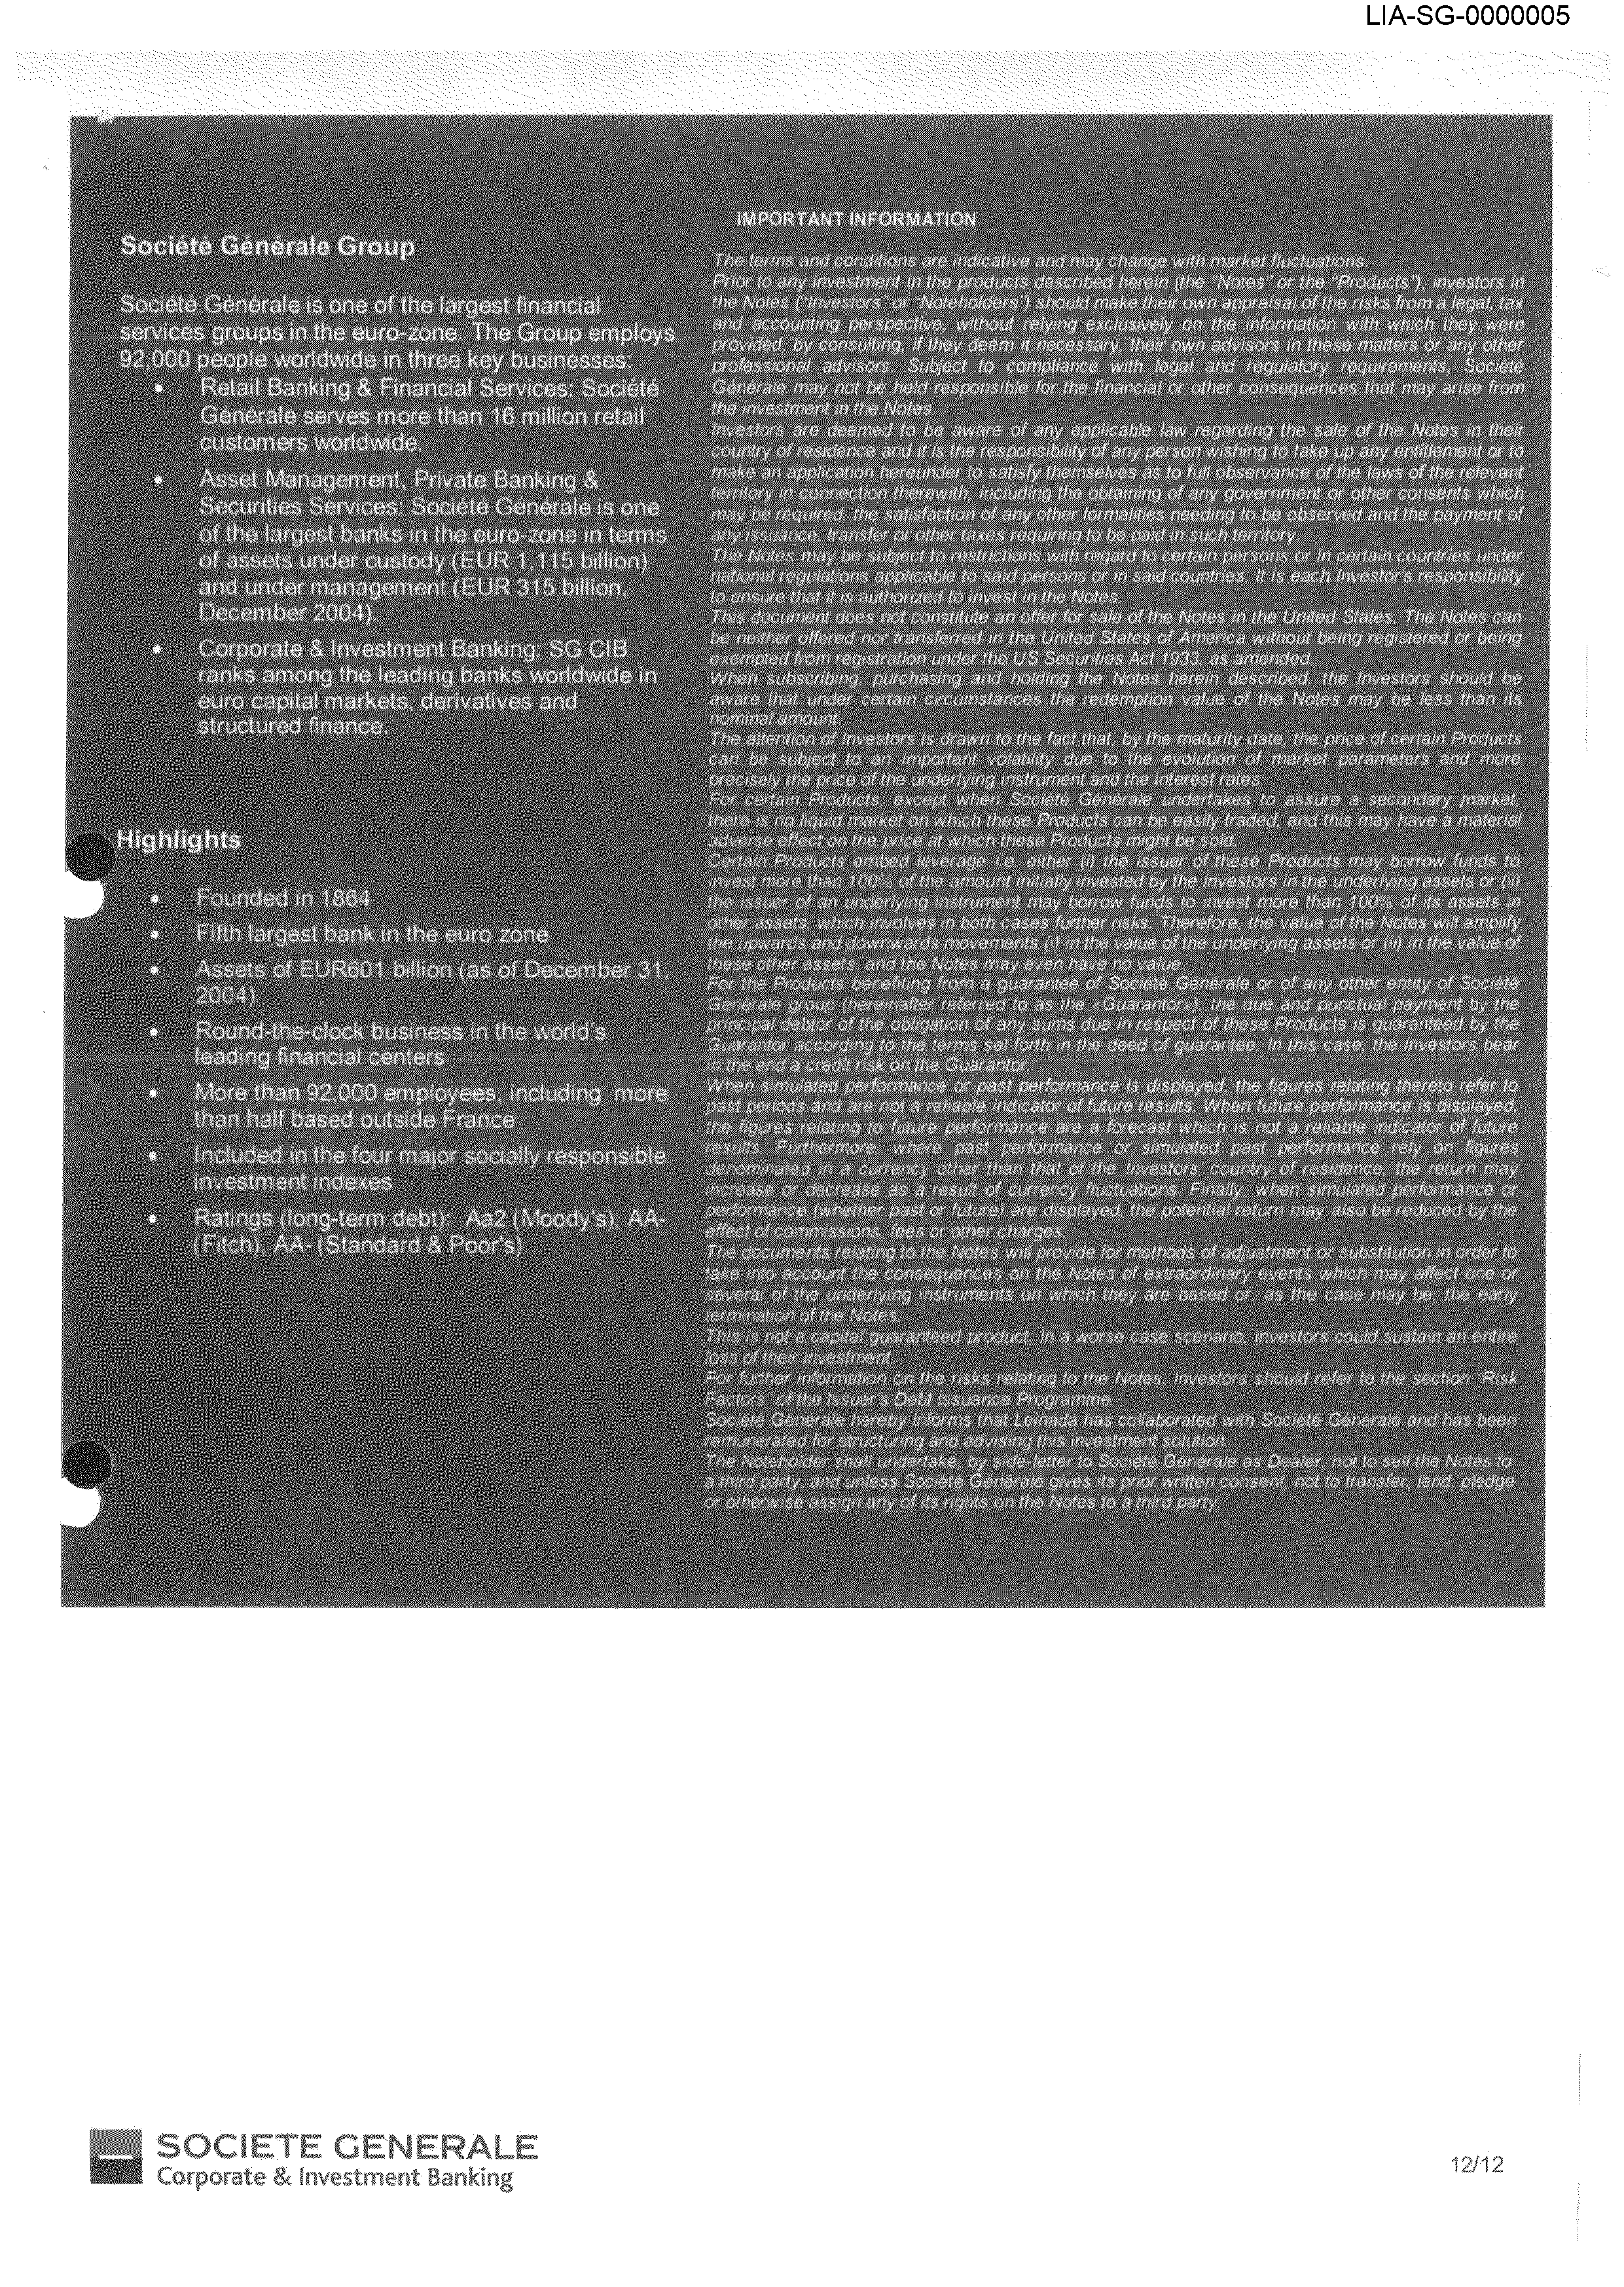 LIA-SG-0000005
Société Générale Group
Société Générale is one of the largest financial
services groups in the euro-zone. The Group employs
92,000 people worldwide in three key businesses:
• Retail Banking & Financial Services: Société
Générale serves more than 16 million retail
customers worldwide.
• Asset Management, Private Banking &
Securities Services: Société Générale is one
of the largest banks in the euro-zone in terms
of assets under custody (EUR 1,115 billion)
and under management (EUR 315 billion,
December 2004).
• Corporate & Investment Banking: SG CIB
ranks among the leading banks worldwide in
euro capital markets, derivatives and
structured finance.
Highlights
• Founded in 1864
• Fifth largest bank in the euro zone
• Assets of EUR601 billion (as of December 31,
2004)
• Round-the-clock business in the world's
leading financial centers
• More than 92,000 employees, including more
than half based outside France
• Included in the four major socially responsible
investment indexes
• Ratings (long-term debt): Aa2 (Moody's), AA-
(Fitch), AA- (Standard & Poor's)
IMPORTANT INFORMATION
The terms and conditions are indicative and may change with market fluctuations.
Prior to any investment in the products described herein (the "Notes" or the "Products"), investors in
the Notes ("Investors" or "Noteholders") should make their own appraisal of the risks from a legal, tax
and accounting perspective, without relying exclusively on the information with which they were
provided, by consulting, if they deem it necessary, their own advisors in these matters or any other
professional advisors. Subject to compliance with legal and regulatory requirements, Société
Générale may not be held responsible for the financial or other consequences that may arise from
the investment in the Notes.
Investors are deemed to be aware of any applicable law regarding the sale of the Notes in their
country of residence and it is the responsibility of any person wishing to take up any entitlement or to
make an application hereunder to satisfy themselves as to full observance of the laws of the relevant
territory in connection therewith, including the obtaining of any government or other consents which
may be required, the satisfaction of any other formalities needing to be observed and the payment of
any issuance, transfer or other taxes requiring to be paid in such territory.
The Notes may be subject to restrictions with regard to certain persons or in certain countries under
national regulations applicable to said persons or in said countries. It is each Investor's responsibility
to ensure that it is authorized to invest in the Notes.
This document does not constitute an offer for sale of the Notes in the United States. The Notes can
be neither offered nor transferred in the United States of America without being registered or being
exempted from registration under the US Securities Act 1933, as amended.
When subscribing, purchasing and holding the Notes herein described, the Investors should be
aware that under certain circumstances the redemption value of the Notes may be less than its
nominal amount.
The attention of Investors is drawn to the fact that, by the maturity date, the price of certain Products
can be subject to an important volatility due to the evolution of market parameters and more
precisely the price of the underlying instrument and the interest rates.
For certain Products, except when Société Générale undertakes to assure a secondary market,
there is no liquid market on which these Products can be easily traded, and this may have a material
adverse effect on the price at which these Products might be sold.
Certain Products embed leverage i.e. either (i) the issuer of these Products may borrow funds to
invest more than 100% of the amount initially invested by the Investors in the underlying assets or (ii)
the issuer of an underlying instrument may borrow funds to invest more than 100% of its assets in
other assets, which involves in both cases further risks. Therefore, the value of the Notes will amplify
the upwards and downwards movements (i) in the value of the underlying assets or (ii) in the value of
these other assets, and the Notes may even have no value.
For the Products benefiting from a guarantee of Société Générale or of any other entity of Société
Générale group (hereinafter referred to as the «Guarantor»), the due and punctual payment by the
principal debtor of the obligation of any sums due in respect of these Products is guaranteed by the
Guarantor according to the terms set forth in the deed of guarantee. In this case, the Investors bear
in the end a credit risk on the Guarantor.
When simulated performance or past performance is displayed, the figures relating thereto refer to
past periods and are not a reliable indicator of future results. When future performance is displayed,
the figures relating to future performance are a forecast which is not a reliable indicator of future
results. Furthermore, where past performance or simulated past performance rely on figures
denominated in a currency other than that of the Investors' country of residence, the return may
increase or decrease as a result of currency fluctuations. Finally, when simulated performance or
performance (whether past or future) are displayed, the potential return may also be reduced by the
effect of commissions, fees or other charges.
The documents relating to the Notes will provide for methods of adjustment or substitution in order to
take into account the consequences on the Notes of extraordinary events which may affect one or
several of the underlying instruments on which they are based or, as the case may be, the early
termination of the Notes.
This is not a capital guaranteed product. In a worse case scenario, investors could sustain an entire
loss of their investment.
For further information on the risks relating to the Notes, Investors should refer to the section "Risk
Factors" of the Issuer's Debt Issuance Programme.
Société Générale hereby informs that Leinada has collaborated with Société Générale and has been
remunerated for structuring and advising this investment solution.
The Noteholder shall undertake, by side-letter to Société Générale as Dealer, not to sell the Notes to
a third party, and unless Société Générale gives its prior written consent, not to transfer, lend, pledge
or otherwise assign any of its rights on the Notes to a third party.
SOCIETE GENERALE
Corporate & Investment Banking
12/12